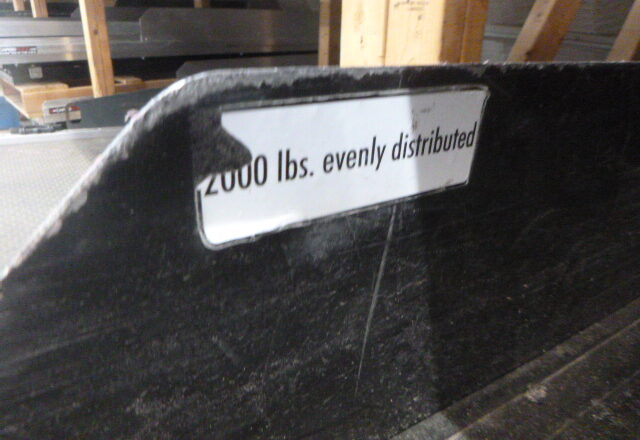 2000 lbs. evenly distributed